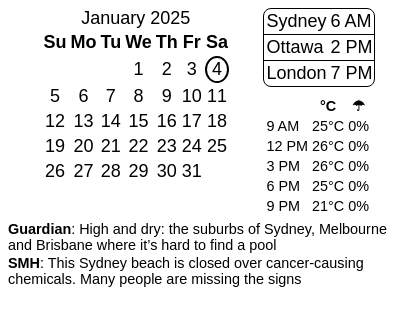 January 2025
Su Mo Tu We Th Fr Sa
1 2 3 4
5 6 7 8 9 10 11
12 13 14 15 16 17 18
19 20 21 22 23 24 25
26 27 28 29 30 31
Sydney 6 AM
Ottawa 2 PM
London 7 PM
°C ☂
9 AM 25°C 0%
12 PM 26°C 0%
3 PM 26°C 0%
6 PM 25°C 0%
9 PM 21°C 0%
Guardian: High and dry: the suburbs of Sydney, Melbourne
and Brisbane where it’s hard to find a pool
SMH: This Sydney beach is closed over cancer-causing
chemicals. Many people are missing the signs